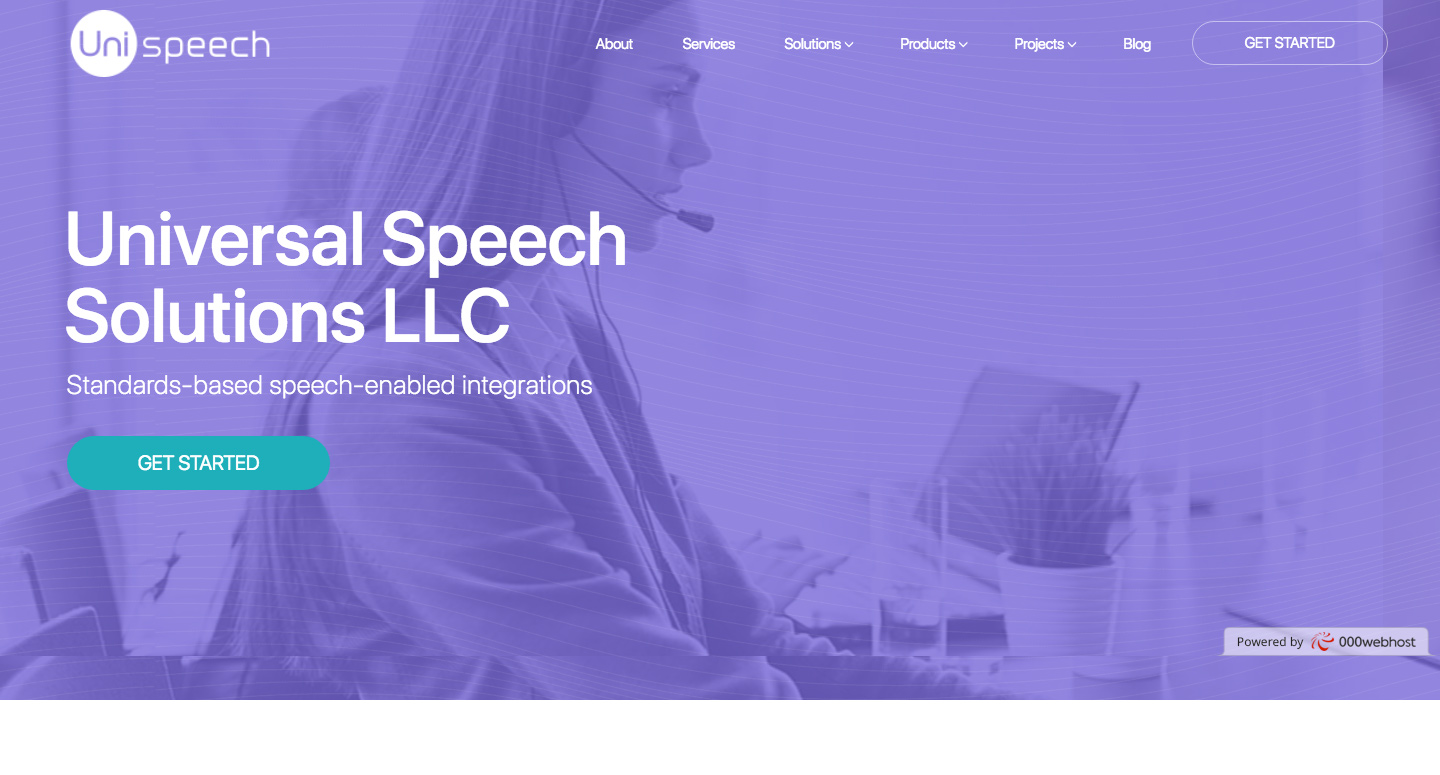 Uni speech
About Services Solutions Products Projects Blog GET STARTED
Universal Speech
Solutions LLC
Standards-based speech-enabled integrations
GET STARTED
Powered by 000webhost